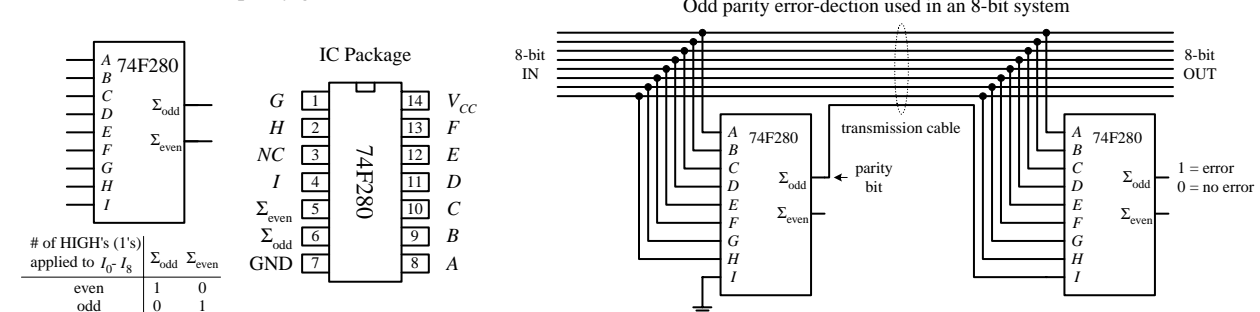 Odd parity error-dection used in an 8-bit system
A
B
C
D
E
F
G
H
I
74F280
Σodd
Σeven
# of HIGH's (1's)
applied to I0- I8 Σodd Σeven
even 1 0
odd 0 1
IC Package
G 1 14 VCC
H 2 13 F
NC 3 12 E
I 4 11 D
Σeven 5 10 C
Σodd 6 9 B
GND 7 8 A
74F280
8-bit
IN
8-bit
OUT
transmission cable
A
B
C
D
E
F
G
H
I
74F280
Σodd
Σeven
parity
bit
A
B
C
D
E
F
G
H
I
74F280
Σodd
Σeven
1 = error
0 = no error